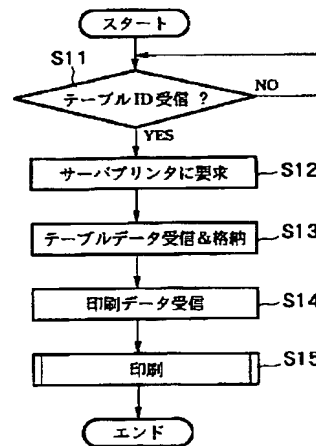 スタート
S11
テーブルID受信 ?
NO
YES
サーバプリンタに要求
S12
テーブルデータ受信&格納
S13
印刷データ受信
S14
印刷
S15
エンド